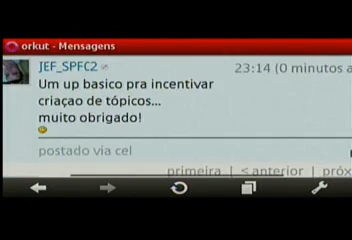 orkut - Mensagens
JEF_SPFC2
23:14 (0 minutos a
Um up basico pra incentivar
criaçao de tópicos...
muito obrigado!
postado via cel
primeira | < anterior | próx